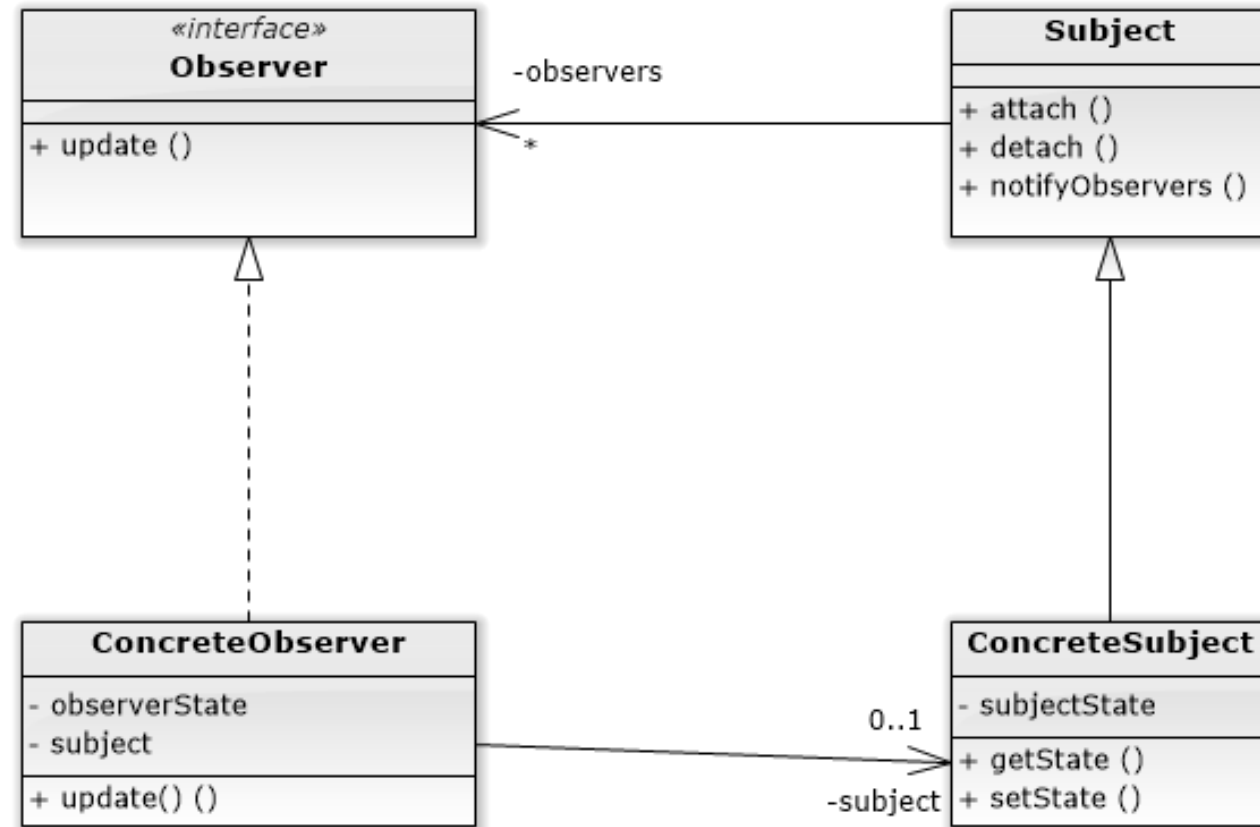 «interface»
Observer
+ update ()
-observers
*
Subject
+ attach ()
+ detach ()
+ notifyObservers ()
ConcreteObserver
- observerState
- subject
+ update() ()
0..1
-subject
ConcreteSubject
- subjectState
+ getState ()
+ setState ()